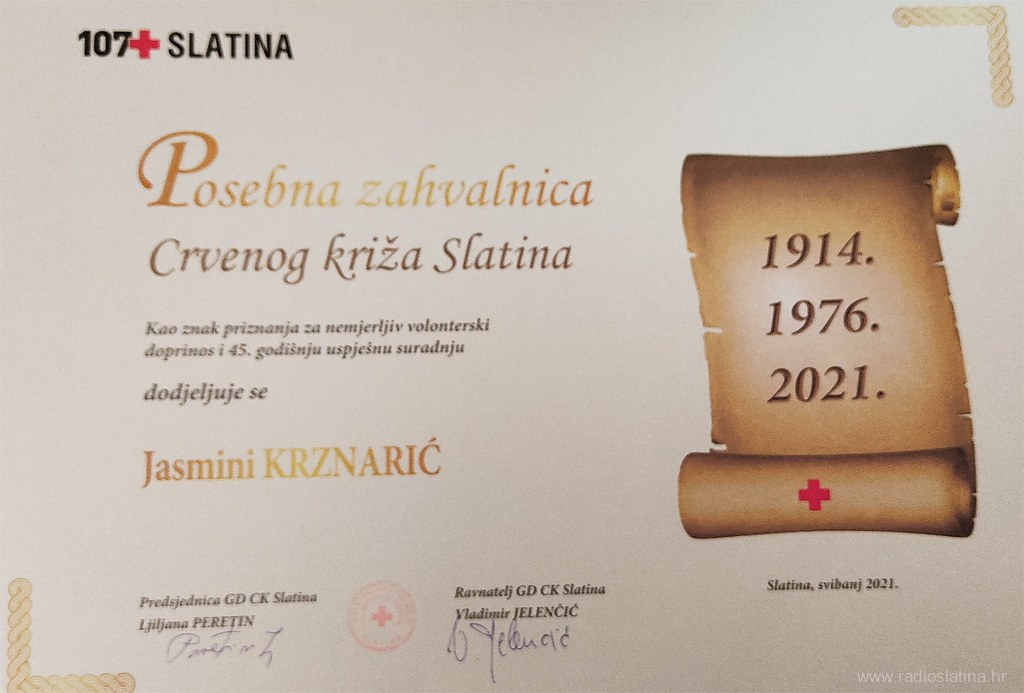 107+ SLATINA
Posebna zahvalnica
Crvenog križa Slatina
Kao znak priznanja za nemjerljiv volonterski
doprinos i 45. godišnju uspješnu suradnju
dodjeljuje se
Jasmini KRZNARIĆ
1914.
1976.
2021.
Predsjednica GD CK Slatina
Ljiljana PERETIN
Ravnatelj GD CK Slatina
Vladimir JELENČIĆ
V. Jelenčić
Slatina, svibanj 2021.
www.radioslatina.hr